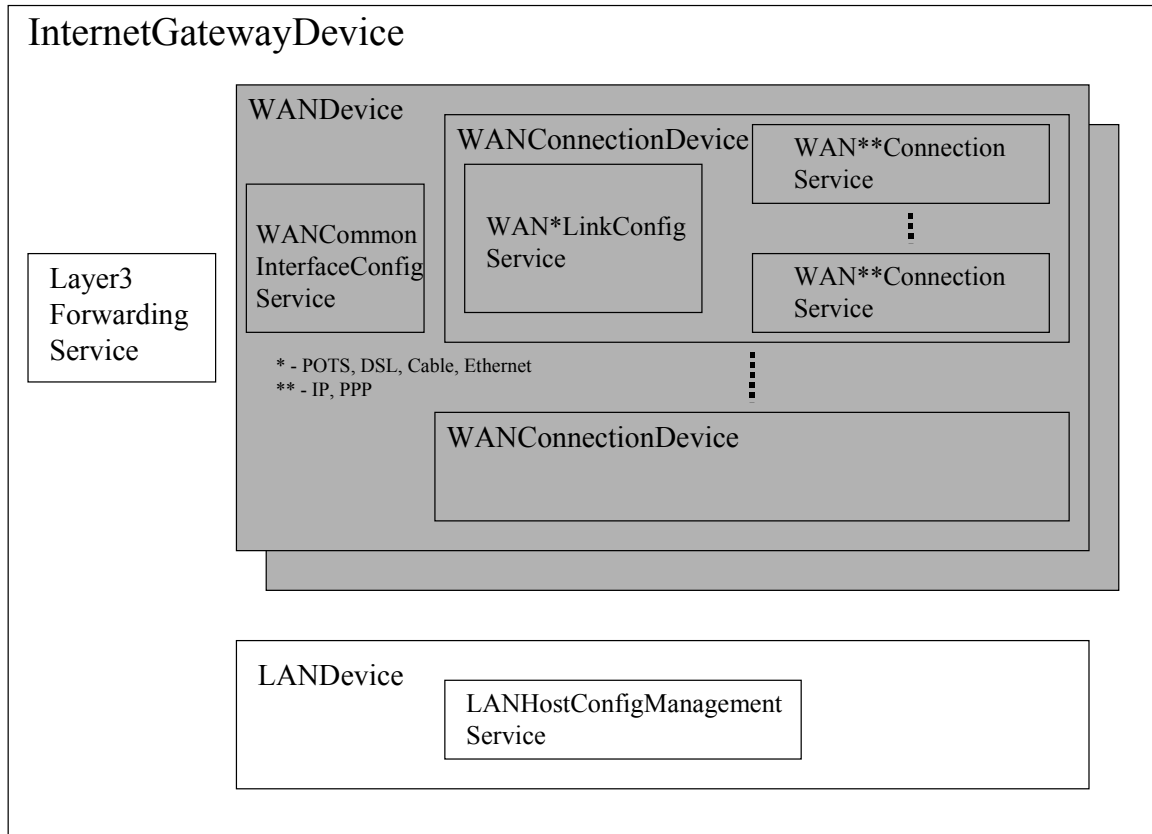 InternetGatewayDevice
WANDevice
WANConnectionDevice
WAN**Connection
Service
WAN*LinkConfig
Service
WAN**Connection
Service
WANCommon
InterfaceConfig
Service
Layer3
Forwarding
Service
* - POTS, DSL, Cable, Ethernet
** - IP, PPP
WANConnectionDevice
LANDevice
LANHostConfigManagement
Service